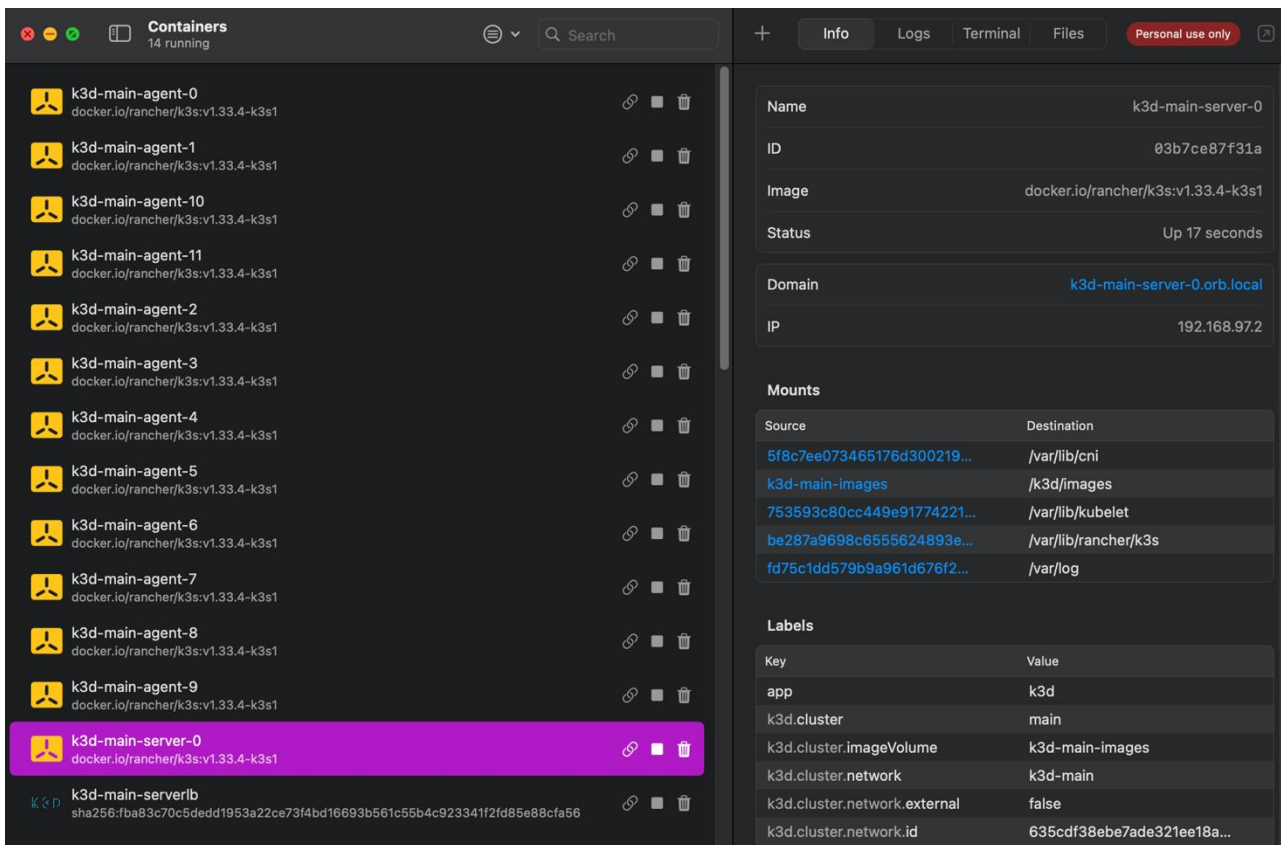 Containers
14 running
Search
k3d-main-agent-0
docker.io/rancher/k3s:v1.33.4-k3s1
k3d-main-agent-1
docker.io/rancher/k3s:v1.33.4-k3s1
k3d-main-agent-10
docker.io/rancher/k3s:v1.33.4-k3s1
k3d-main-agent-11
docker.io/rancher/k3s:v1.33.4-k3s1
k3d-main-agent-2
docker.io/rancher/k3s:v1.33.4-k3s1
k3d-main-agent-3
docker.io/rancher/k3s:v1.33.4-k3s1
k3d-main-agent-4
docker.io/rancher/k3s:v1.33.4-k3s1
k3d-main-agent-5
docker.io/rancher/k3s:v1.33.4-k3s1
k3d-main-agent-6
docker.io/rancher/k3s:v1.33.4-k3s1
k3d-main-agent-7
docker.io/rancher/k3s:v1.33.4-k3s1
k3d-main-agent-8
docker.io/rancher/k3s:v1.33.4-k3s1
k3d-main-agent-9
docker.io/rancher/k3s:v1.33.4-k3s1
k3d-main-server-0
docker.io/rancher/k3s:v1.33.4-k3s1
K3D
k3d-main-serverlb
sha256:fba83c70c5dedd1953a22ce73f4bd16693b561c55b4c923341f2fd85e88cfa56
Info Logs Terminal Files Personal use only
Name k3d-main-server-0
ID 03b7ce87f31a
Image docker.io/rancher/k3s:v1.33.4-k3s1
Status Up 17 seconds
Domain k3d-main-server-0.orb.local
IP 192.168.97.2
Mounts
Source Destination
5f8c7ee073465176d300219... /var/lib/cni
k3d-main-images /k3d/images
753593c80cc449e91774221... /var/lib/kubelet
be287a9698c6555624893e... /var/lib/rancher/k3s
fd75c1dd579b9a961d676f2... /var/log
Labels
Key Value
app k3d
k3d.cluster main
k3d.cluster.imageVolume k3d-main-images
k3d.cluster.network k3d-main
k3d.cluster.network.external false
k3d.cluster.network.id 635cdf38ebe7ade321ee18a...